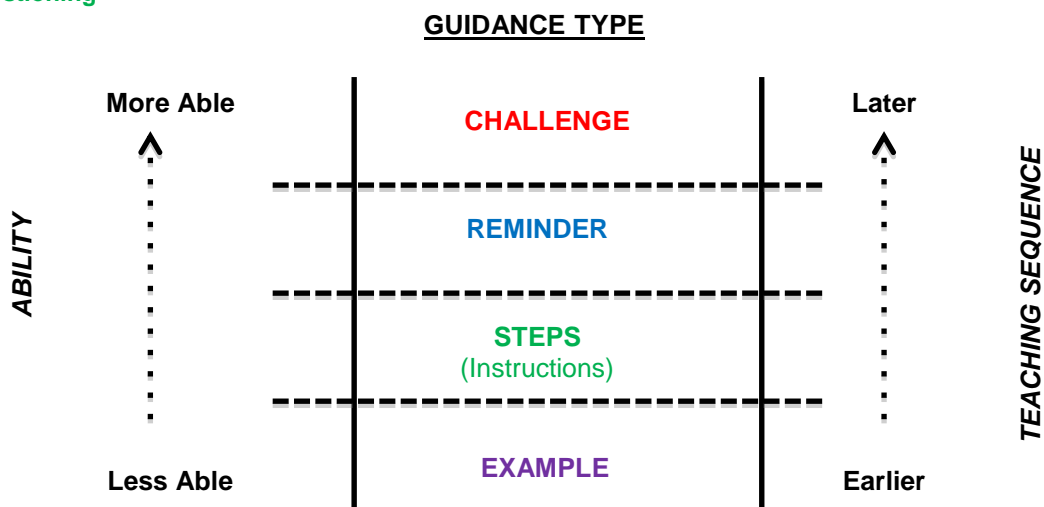 GUIDANCE TYPE
More Able
CHALLENGE
Later
REMINDER
ABILITY
TEACHING SEQUENCE
STEPS
(Instructions)
EXAMPLE
Less Able
Earlier